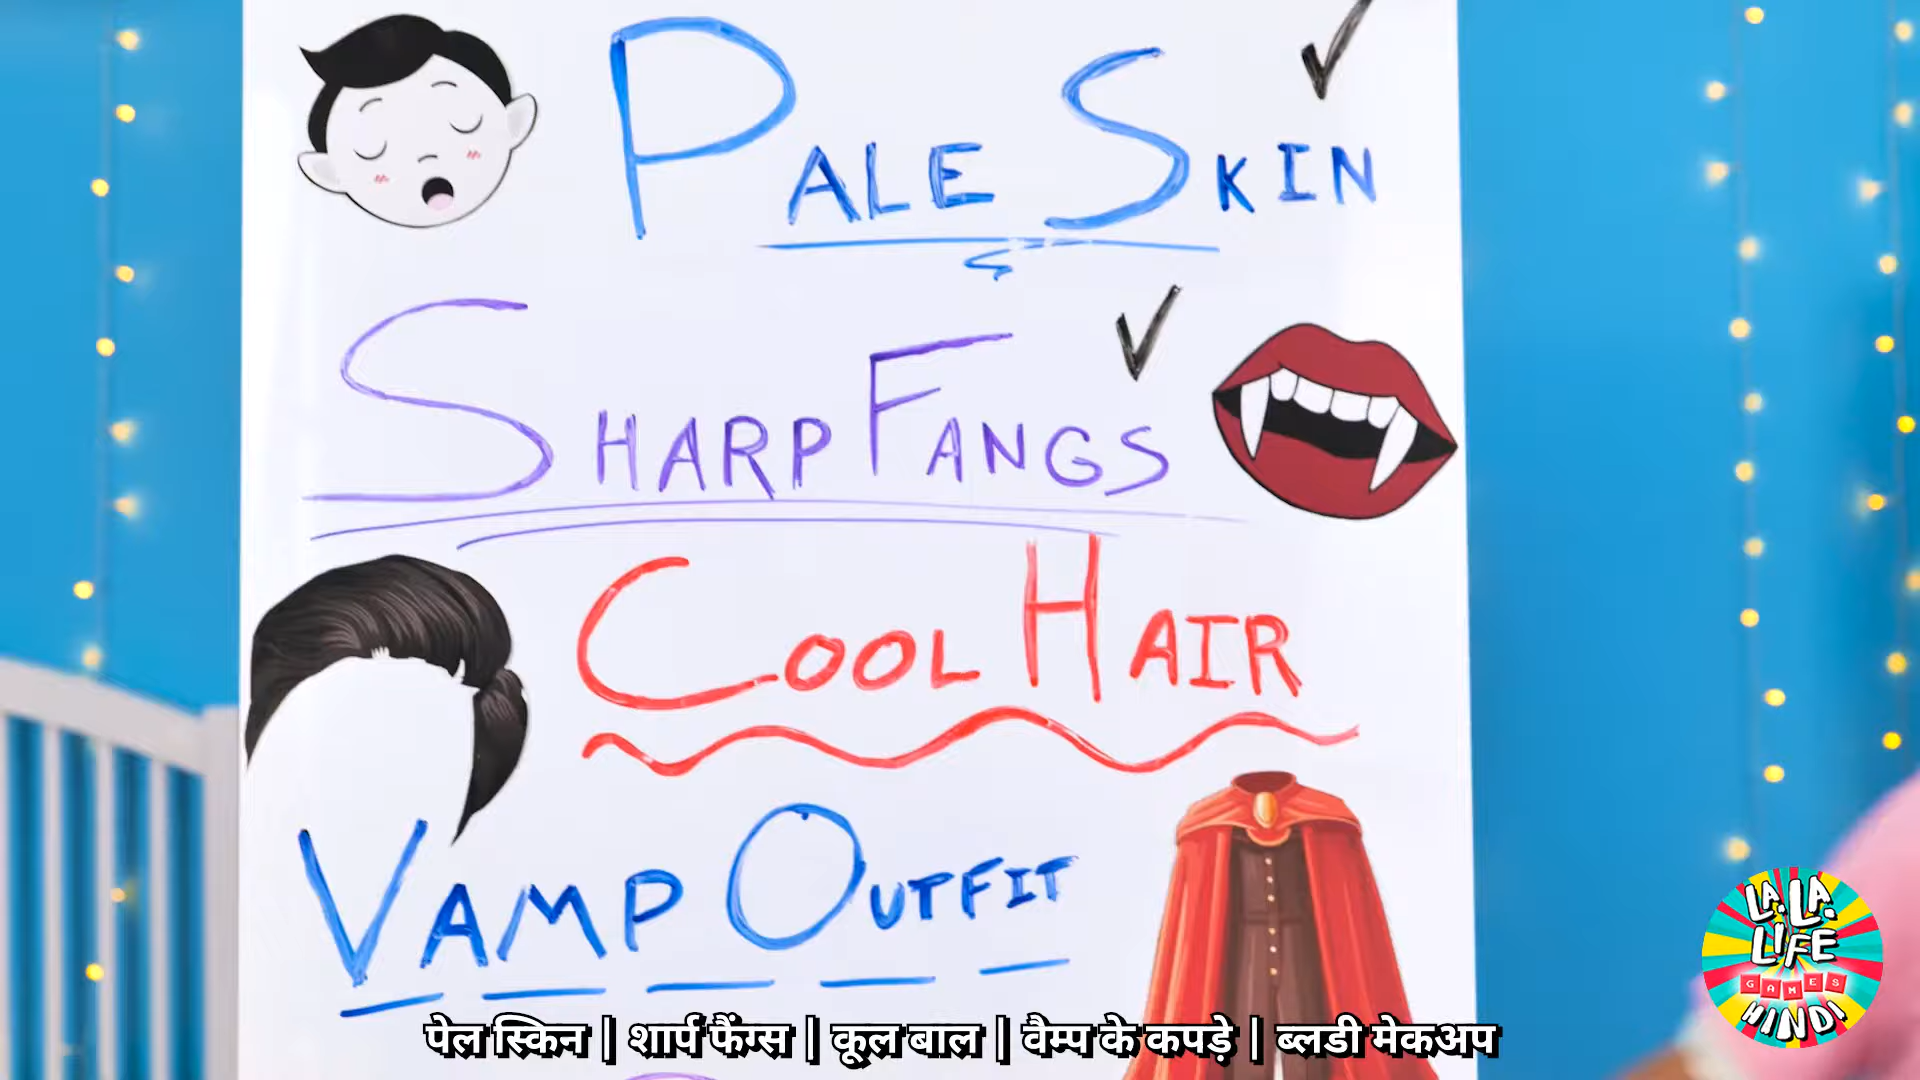 PALE SKIN
SHARP FANGS
COOL HAIR
VAMP OUTFIT
पेल स्किन | शार्प फैंग्स | कूल बाल | वैम्प के कपड़े | ब्लडी मेकअप
LA. LA.
LIFE
GAMES
HINDI